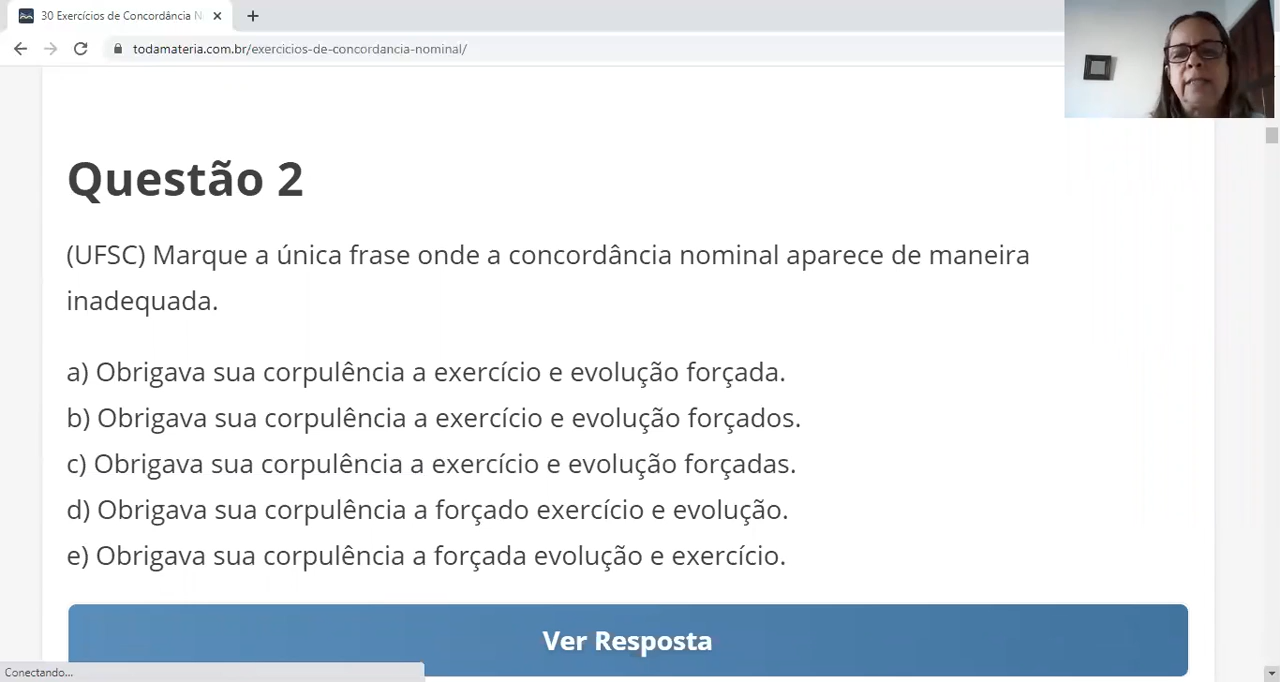 30 Exercícios de Concordância N
todamateria.com.br/exercicios-de-concordancia-nominal/
Questão 2
(UFSC) Marque a única frase onde a concordância nominal aparece de maneira
inadequada.
a) Obrigava sua corpulência a exercício e evolução forçada.
b) Obrigava sua corpulência a exercício e evolução forçados.
c) Obrigava sua corpulência a exercício e evolução forçadas.
d) Obrigava sua corpulência a forçado exercício e evolução.
e) Obrigava sua corpulência a forçada evolução e exercício.
Ver Resposta
Conectando...